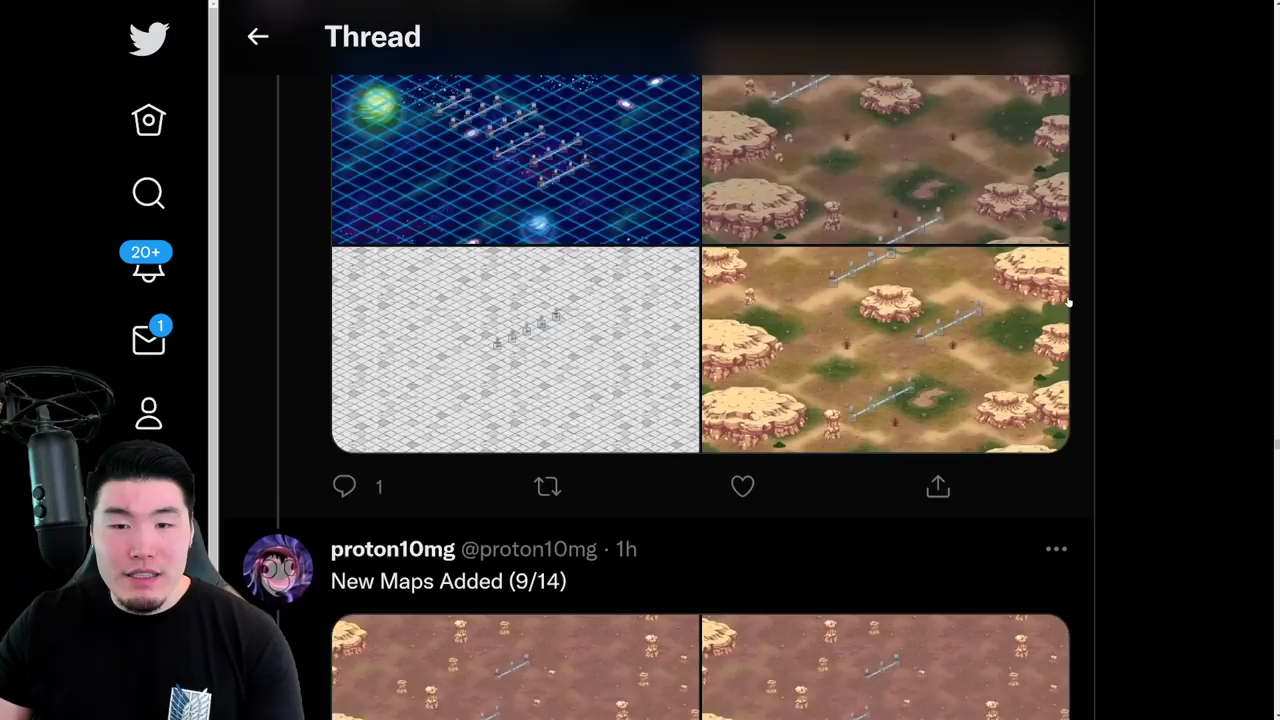 Thread
20+
1
1
proton10mg @proton10mg · 1h
New Maps Added (9/14)